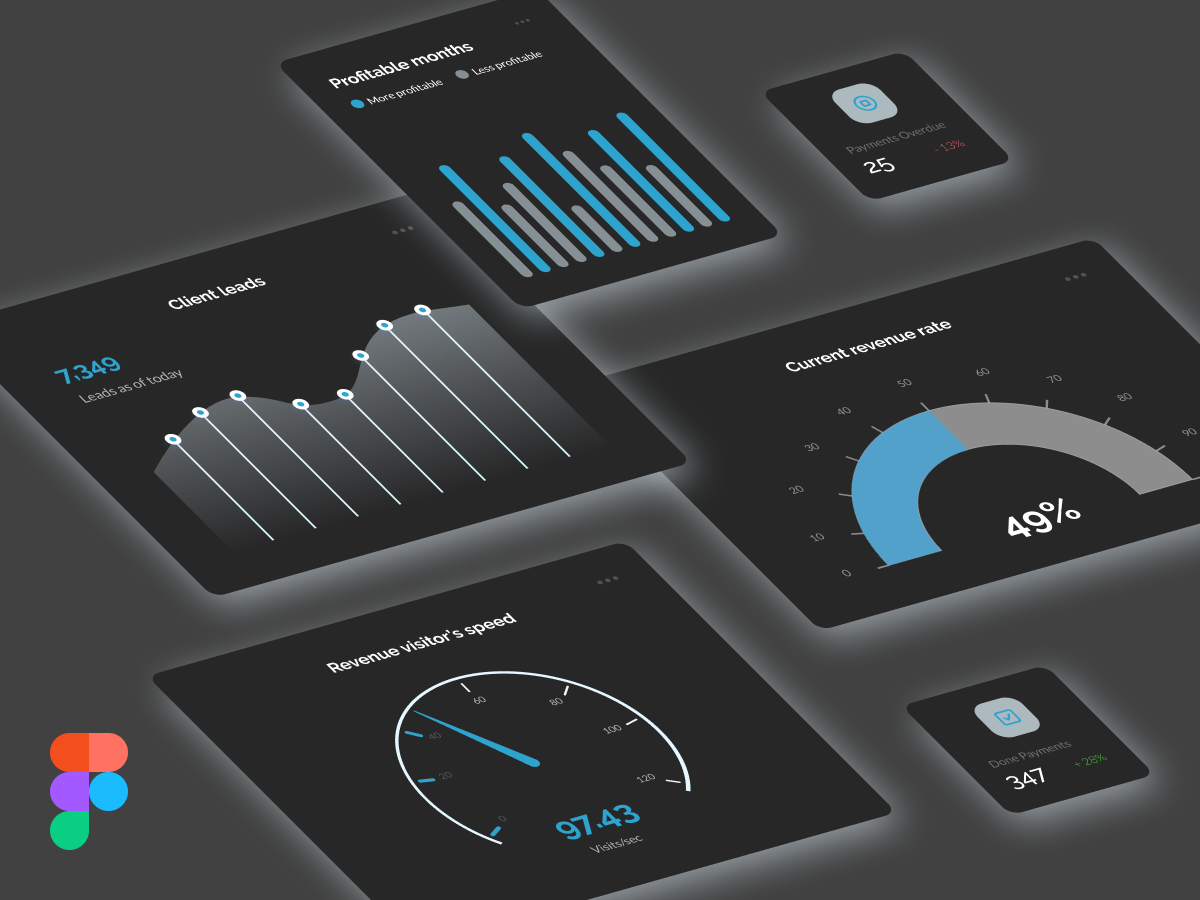 Profitable months
More profitable
Less profitable
Payments Overdue
25
-13%
Client leads
7,349
Leads as of today
Current revenue rate
0
10
20
30
40
50
60
70
80
90
49%
Revenue visitor's speed
0
20
40
60
80
100
120
97.43
Visits/sec
Done Payments
347
+28%